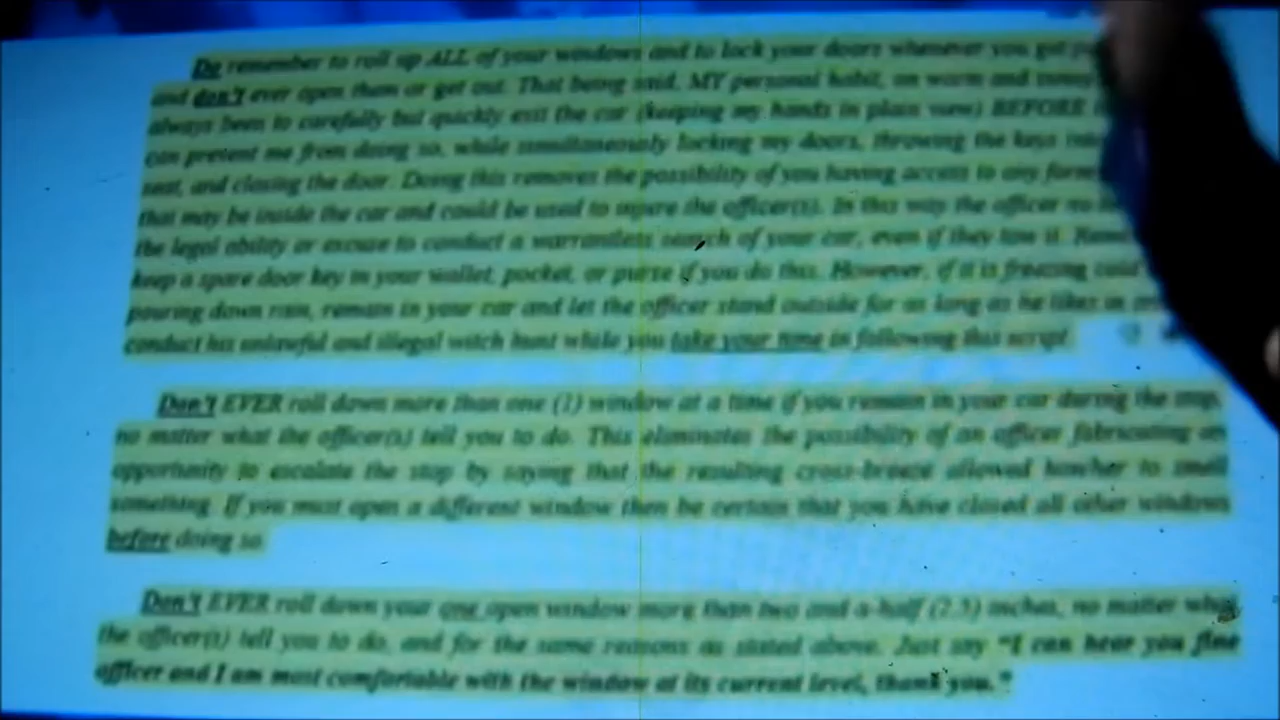 Do remember to roll up ALL of your windows and to lock your doors whenever you get
and don't ever open them or get out. That being said, MY personal habit, on warm and
always been to carefully but quickly exit the car (keeping my hands in plain view) BEFORE
can prevent me from doing so, while simultaneously locking my doors, throwing the keys
seat, and closing the door. Doing this removes the possibility of you having access to any
that may be inside the car and could be used to injure the officer(s). In this way the officer
the legal ability or excuse to conduct a warrantless search of your car, even if they tow it.
keep a spare door key in your wallet, pocket, or purse if you do this. However, if it is freezing cold
pouring down rain, remain in your car and let the officer stand outside for as long as he likes
conduct his unlawful and illegal witch hunt while you take your time in following this script.
Don't EVER roll down more than one (1) window at a time if you remain in your car during the stop,
no matter what the officer(s) tell you to do. This eliminates the possibility of an officer fabricating an
opportunity to escalate the stop by saying that the resulting cross-breeze allowed him/her to smell
something. If you must open a different window then be certain that you have closed all other windows
before doing so.
Don't EVER roll down your one open window more than two and a-half (2.5) inches, no matter what
the officer(s) tell you to do, and for the same reasons as stated above. Just say "I can hear you fine
officer and I am most comfortable with the window at its current level, thank you."